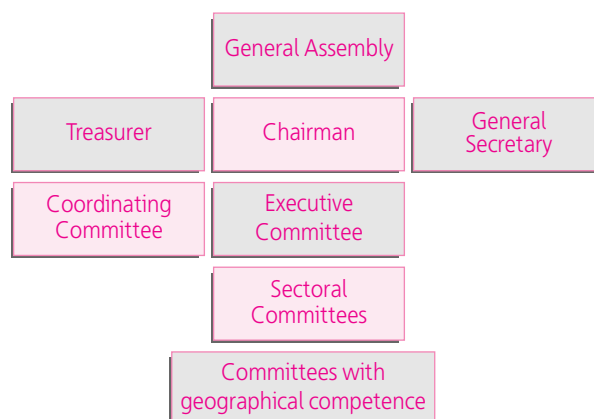 General Assembly
Treasurer
Chairman
General
Secretary
Coordinating
Committee
Executive
Committee
Sectoral
Committees
Committees with
geographical competence